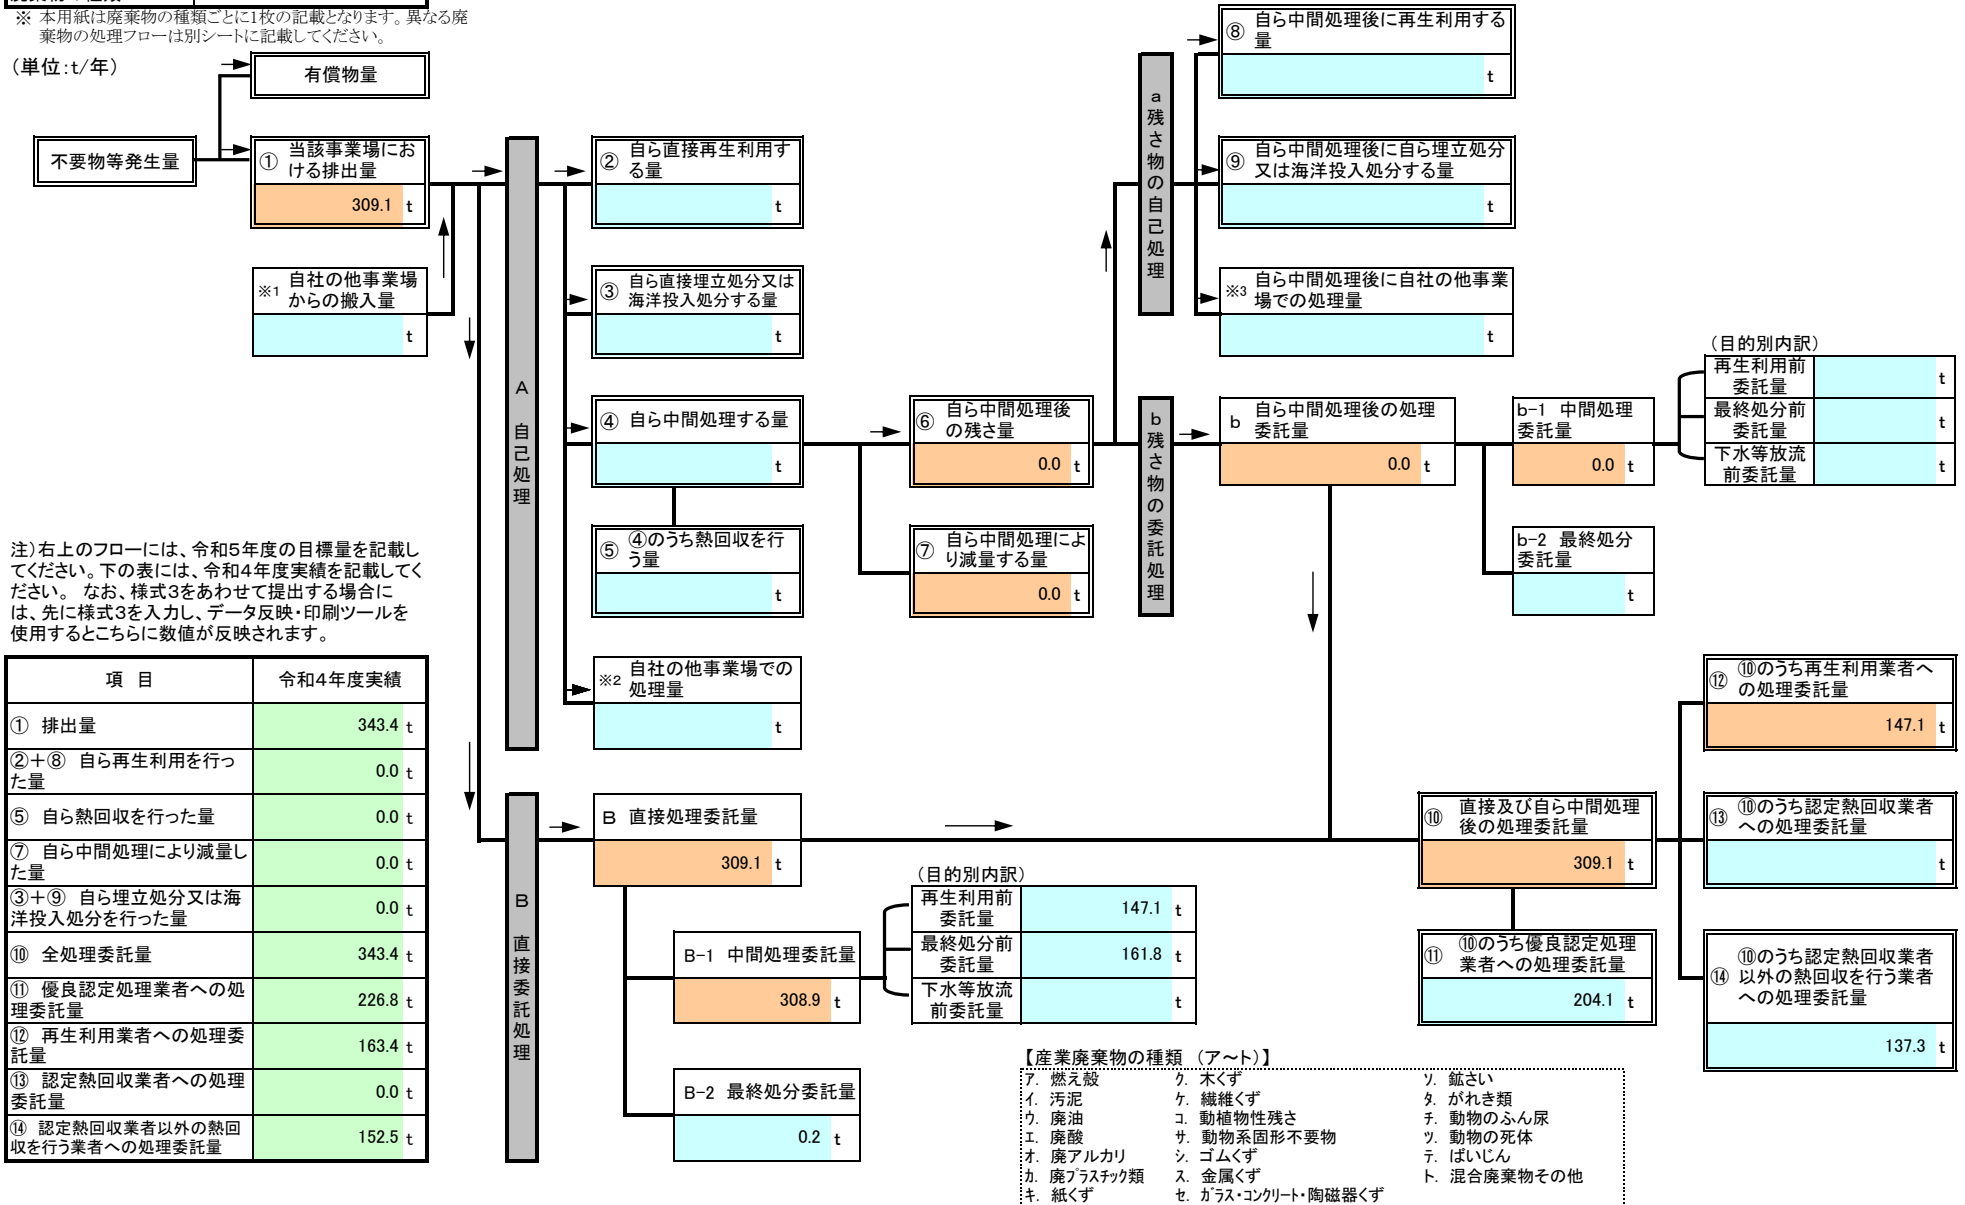 ※ 本用紙は廃棄物の種類ごとに1枚の記載となります。異なる廃
棄物の処理フローは別シートに記載してください。
（単位：t/年）
有償物量
不要物等発生量
① 当該事業場にお
ける排出量
309.1 t
※1 自社の他事業場
からの搬入量
t
A 自己処理
② 自ら直接再生利用す
る量
t
③ 自ら直接埋立処分又は
海洋投入処分する量
t
④ 自ら中間処理する量
t
⑤ ④のうち熱回収を行
う量
t
※2 自社の他事業場での
処理量
t
⑥ 自ら中間処理後
の残さ量
0.0 t
⑦ 自ら中間処理によ
り減量する量
0.0 t
a 残さ物の自己処理
⑧ 自ら中間処理後に再生利用する
量
t
⑨ 自ら中間処理後に自ら埋立処分
又は海洋投入処分する量
t
※3 自ら中間処理後に自社の他事業
場での処理量
t
b 残さ物の委託処理
b 自ら中間処理後の処理
委託量
0.0 t
b-1 中間処理
委託量
0.0 t
（目的別内訳）
再生利用前
委託量
t
最終処分前
委託量
t
下水等放流
前委託量
t
b-2 最終処分
委託量
t
注）右上のフローには、令和5年度の目標量を記載し
てください。下の表には、令和4年度実績を記載してく
ださい。 なお、様式3をあわせて提出する場合に
は、先に様式3を入力し、データ反映・印刷ツールを
使用するとこちらに数値が反映されます。
項 目 令和4年度実績
① 排出量 343.4 t
②＋⑧ 自ら再生利用を行っ
た量 0.0 t
⑤ 自ら熱回収を行った量 0.0 t
⑦ 自ら中間処理により減量し
た量 0.0 t
③＋⑨ 自ら埋立処分又は海
洋投入処分を行った量 0.0 t
⑩ 全処理委託量 343.4 t
⑪ 優良認定処理業者への処
理委託量 226.8 t
⑫ 再生利用業者への処理委
託量 163.4 t
⑬ 認定熱回収業者への処理
委託量 0.0 t
⑭ 認定熱回収業者以外の熱回
収を行う業者への処理委託量 152.5 t
B 直接委託処理
B 直接処理委託量
309.1 t
B-1 中間処理委託量
308.9 t
（目的別内訳）
再生利用前
委託量
147.1 t
最終処分前
委託量
161.8 t
下水等放流
前委託量
t
B-2 最終処分委託量
0.2 t
⑩ 直接及び自ら中間処理
後の処理委託量
309.1 t
⑪ ⑩のうち優良認定処理
業者への処理委託量
204.1 t
⑫ ⑩のうち再生利用業者へ
の処理委託量
147.1 t
⑬ ⑩のうち認定熱回収業者
への処理委託量
t
⑭ ⑩のうち認定熱回収業者
以外の熱回収を行う業者
への処理委託量
137.3 t
【産業廃棄物の種類 （ア～ト）】
ア. 燃え殻 ク. 木くず ソ. 鉱さい
イ. 汚泥 ケ. 繊維くず タ. がれき類
ウ. 廃油 コ. 動植物性残さ チ. 動物のふん尿
エ. 廃酸 サ. 動物系固形不要物 ツ. 動物の死体
オ. 廃アルカリ シ. ゴムくず テ. ばいじん
カ. 廃プラスチック類 ス. 金属くず ト. 混合廃棄物その他
キ. 紙くず セ. ガラス・コンクリート・陶磁器くず